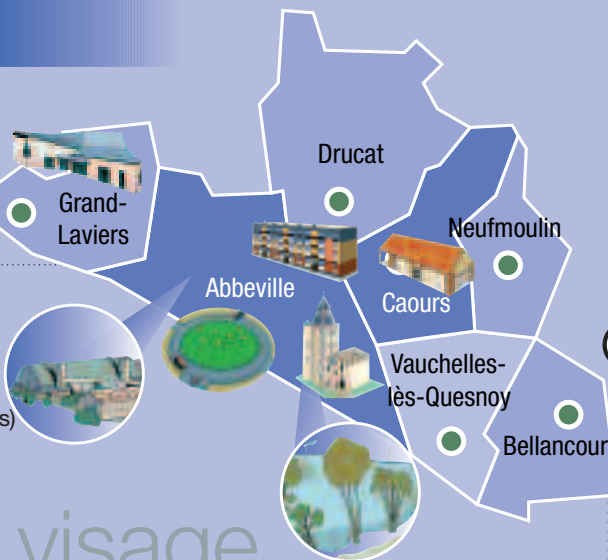 Drucat
Grand-
Laviers
Neufmoulin
Abbeville
Caours
Vauchelles-
lès-Quesnoy
s)
Bellancour
visage